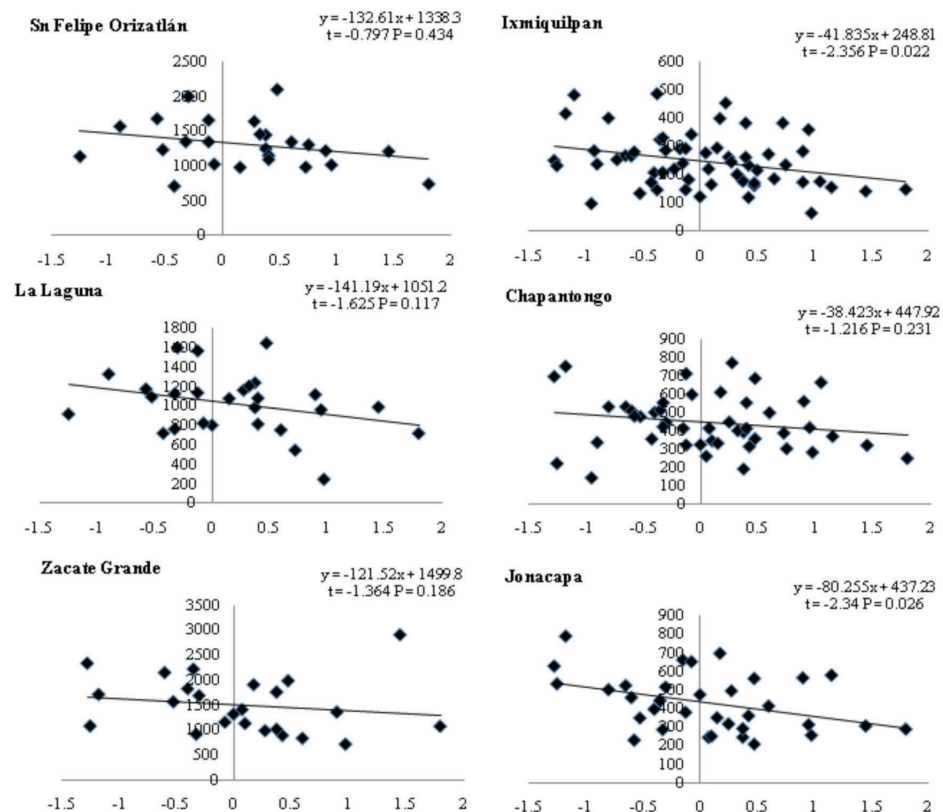 Sn Felipe Orizatlán
y = -132.61x + 1338.3
t = -0.797 P = 0.434
2500
2000
1500
1000
500
0
-1.5 -1 -0.5 0 0.5 1 1.5 2
Ixmiquilpan
y = -41.835x + 248.81
t = -2.356 P = 0.022
600
500
400
300
200
100
0
-1.5 -1 -0.5 0 0.5 1 1.5 2
La Laguna
y = -141.19x + 1051.2
t = -1.625 P = 0.117
1800
1600
1400
1200
1000
800
600
400
200
0
-1.5 -1 -0.5 0 0.5 1 1.5 2
Chapantongo
y = -38.423x + 447.92
t = -1.216 P = 0.231
900
800
700
600
500
400
300
200
100
0
-1.5 -1 -0.5 0 0.5 1 1.5 2
Zacate Grande
y = -121.52x + 1499.8
t = -1.364 P = 0.186
3500
3000
2500
2000
1500
1000
500
0
-1.5 -1 -0.5 0 0.5 1 1.5 2
Jonacapa
y = -80.255x + 437.23
t = -2.34 P = 0.026
900
800
700
600
500
400
300
200
100
0
-1.5 -1 -0.5 0 0.5 1 1.5 2